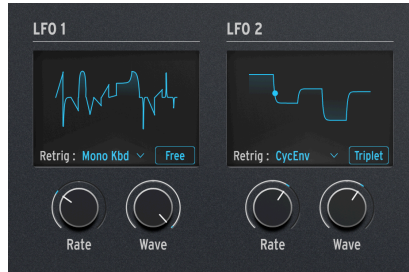 LFO 1
LFO 2
Retrig : Mono Kbd Free
Retrig : CycEnv Triplet
Rate Wave
Rate Wave